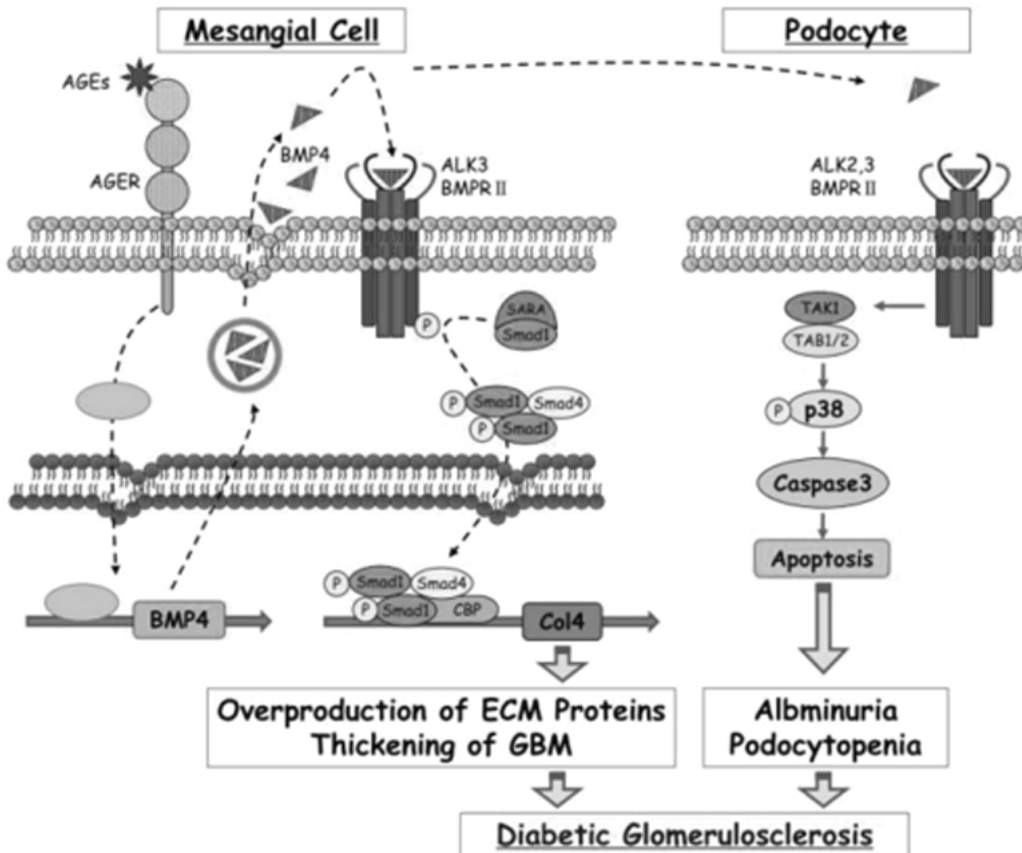 Mesangial Cell
Podocyte
AGEs
AGER
BMP4
ALK3
BMPR II
ALK2,3
BMPR II
P
SARA
Smad1
TAK1
TAB1/2
P
Smad1
Smad4
P
Smad1
P
p38
Caspase3
Apoptosis
P
Smad1
Smad4
P
Smad1
CBP
BMP4
Col4
Overproduction of ECM Proteins
Thickening of GBM
Albminuria
Podocytopenia
Diabetic Glomerulosclerosis